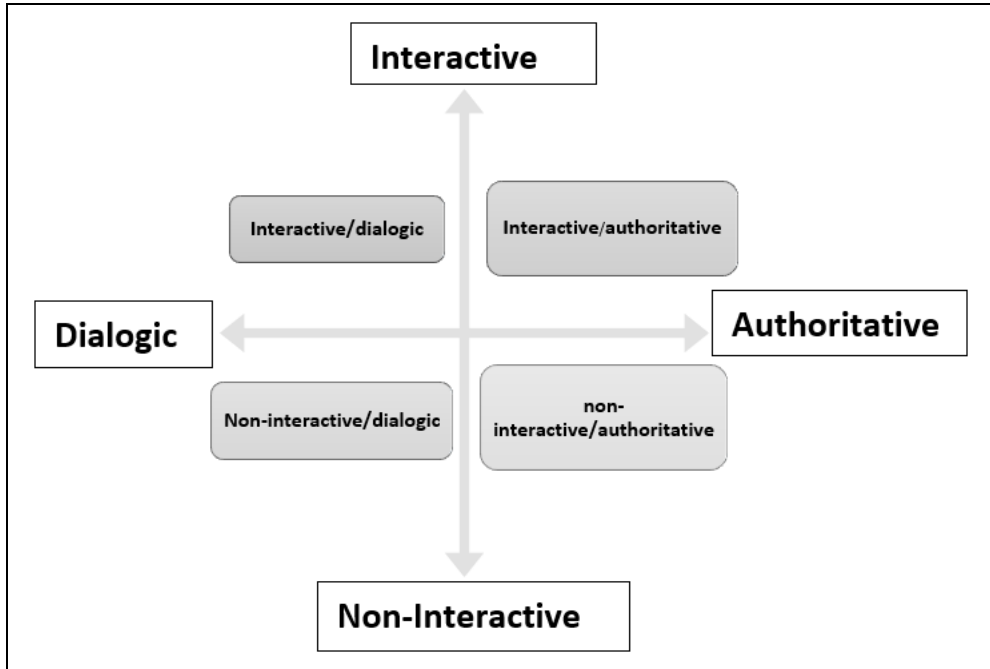 Interactive
Interactive/dialogic
Interactive/authoritative
Dialogic
Authoritative
Non-interactive/dialogic
non-
interactive/authoritative
Non-Interactive